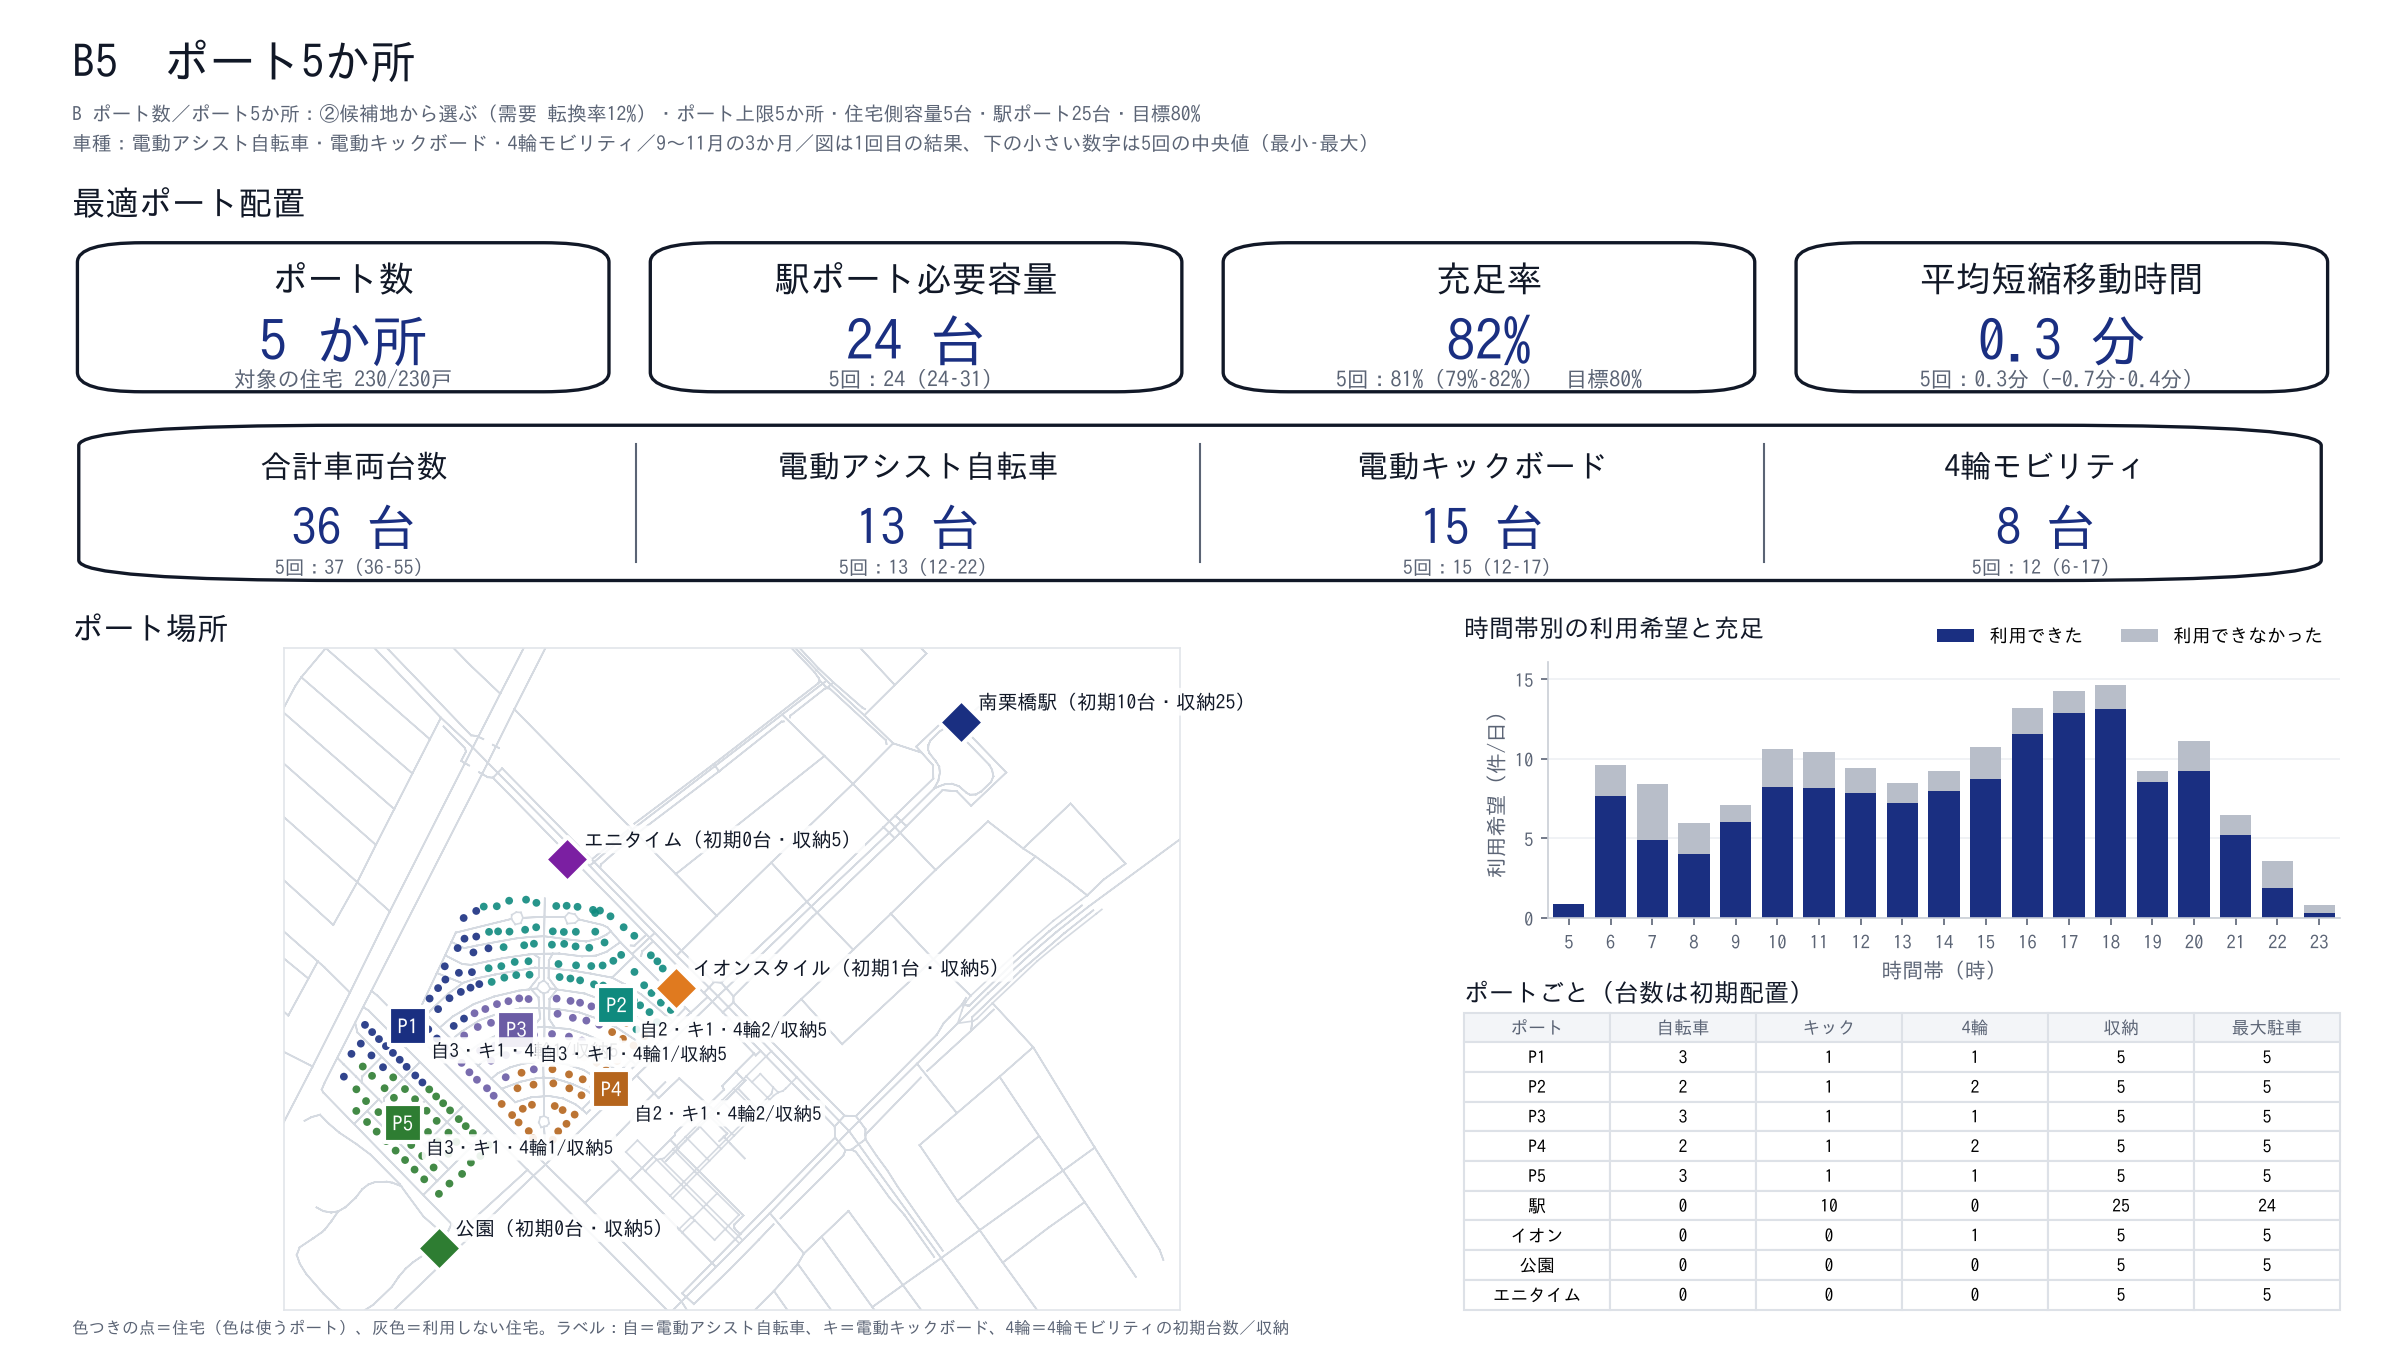 B5　ポート5か所
B ポート数／ポート5か所：②候補地から選ぶ（需要 転換率12%）・ポート上限5か所・住宅側容量5台・駅ポート25台・目標80%
車種：電動アシスト自転車・電動キックボード・4輪モビリティ／9〜11月の3か月／図は1回目の結果、下の小さい数字は5回の中央値（最小-最大）
最適ポート配置
ポート数
5 か所
対象の住宅 230/230戸
駅ポート必要容量
24 台
5回：24（24-31）
充足率
82%
5回：81%（79%-82%）　目標80%
平均短縮移動時間
0.3 分
5回：0.3分（−0.7分-0.4分）
合計車両台数
36 台
5回：37（36-55）
電動アシスト自転車
13 台
5回：13（12-22）
電動キックボード
15 台
5回：15（12-17）
4輪モビリティ
8 台
5回：12（6-17）
ポート場所
南栗橋駅（初期10台・収納25）
エニタイム（初期0台・収納5）
イオンスタイル（初期1台・収納5）
P1
P2
P3
自2・キ1・4輪2/収納5
自3・キ1・4
自3・キ1・4輪1/収納5
P4
自2・キ1・4輪2/収納5
P5
自3・キ1・4輪1/収納5
公園（初期0台・収納5）
色つきの点＝住宅（色は使うポート）、灰色＝利用しない住宅。ラベル：自＝電動アシスト自転車、キ＝電動キックボード、4輪＝4輪モビリティの初期台数／収納
時間帯別の利用希望と充足
利用できた
利用できなかった
利用希望（件/日）
15
10
5
0
5 6 7 8 9 10 11 12 13 14 15 16 17 18 19 20 21 22 23
時間帯（時）
ポートごと（台数は初期配置）
ポート 自転車 キック 4輪 収納 最大駐車
P1 3 1 1 5 5
P2 2 1 2 5 5
P3 3 1 1 5 5
P4 2 1 2 5 5
P5 3 1 1 5 5
駅 0 10 0 25 24
イオン 0 0 1 5 5
公園 0 0 0 5 5
エニタイム 0 0 0 5 5